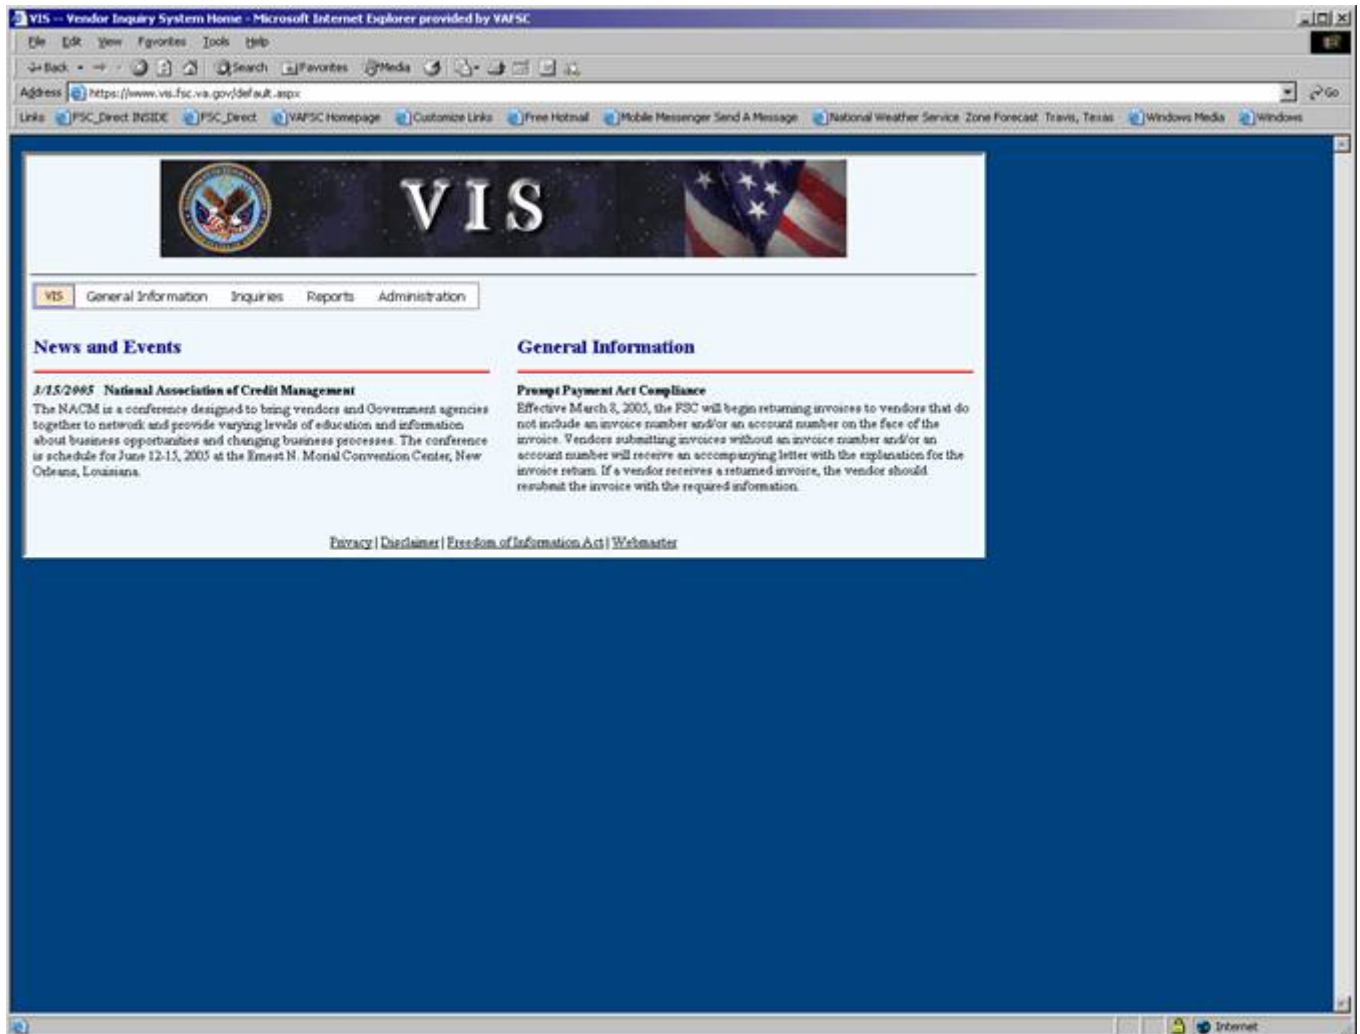 VIS -- Vendor Inquiry System Home - Microsoft Internet Explorer provided by VAFSC
File Edit View Favorites Tools Help
Back Search Favorites Media
Address https://www.vis.fsc.va.gov/default.aspx Go
Links FSC_Direct INSIDE FSC_Direct VAFSC Homepage Customize Links Free Hotmail Mobile Messenger Send A Message National Weather Service Zone Forecast Travis, Texas Windows Media Windows
VIS
VIS General Information Inquiries Reports Administration
News and Events
3/15/2005 National Association of Credit Management
The NACM is a conference designed to bring vendors and Government agencies
together to network and provide varying levels of education and information
about business opportunities and changing business processes. The conference
is schedule for June 12-15, 2005 at the Ernest N. Morial Convention Center, New
Orleans, Louisiana.
General Information
Prompt Payment Act Compliance
Effective March 8, 2005, the FSC will begin returning invoices to vendors that do
not include an invoice number and/or an account number on the face of the
invoice. Vendors submitting invoices without an invoice number and/or an
account number will receive an accompanying letter with the explanation for the
invoice return. If a vendor receives a returned invoice, the vendor should
resubmit the invoice with the required information.
Privacy | Disclaimer | Freedom of Information Act | Webmaster
Internet